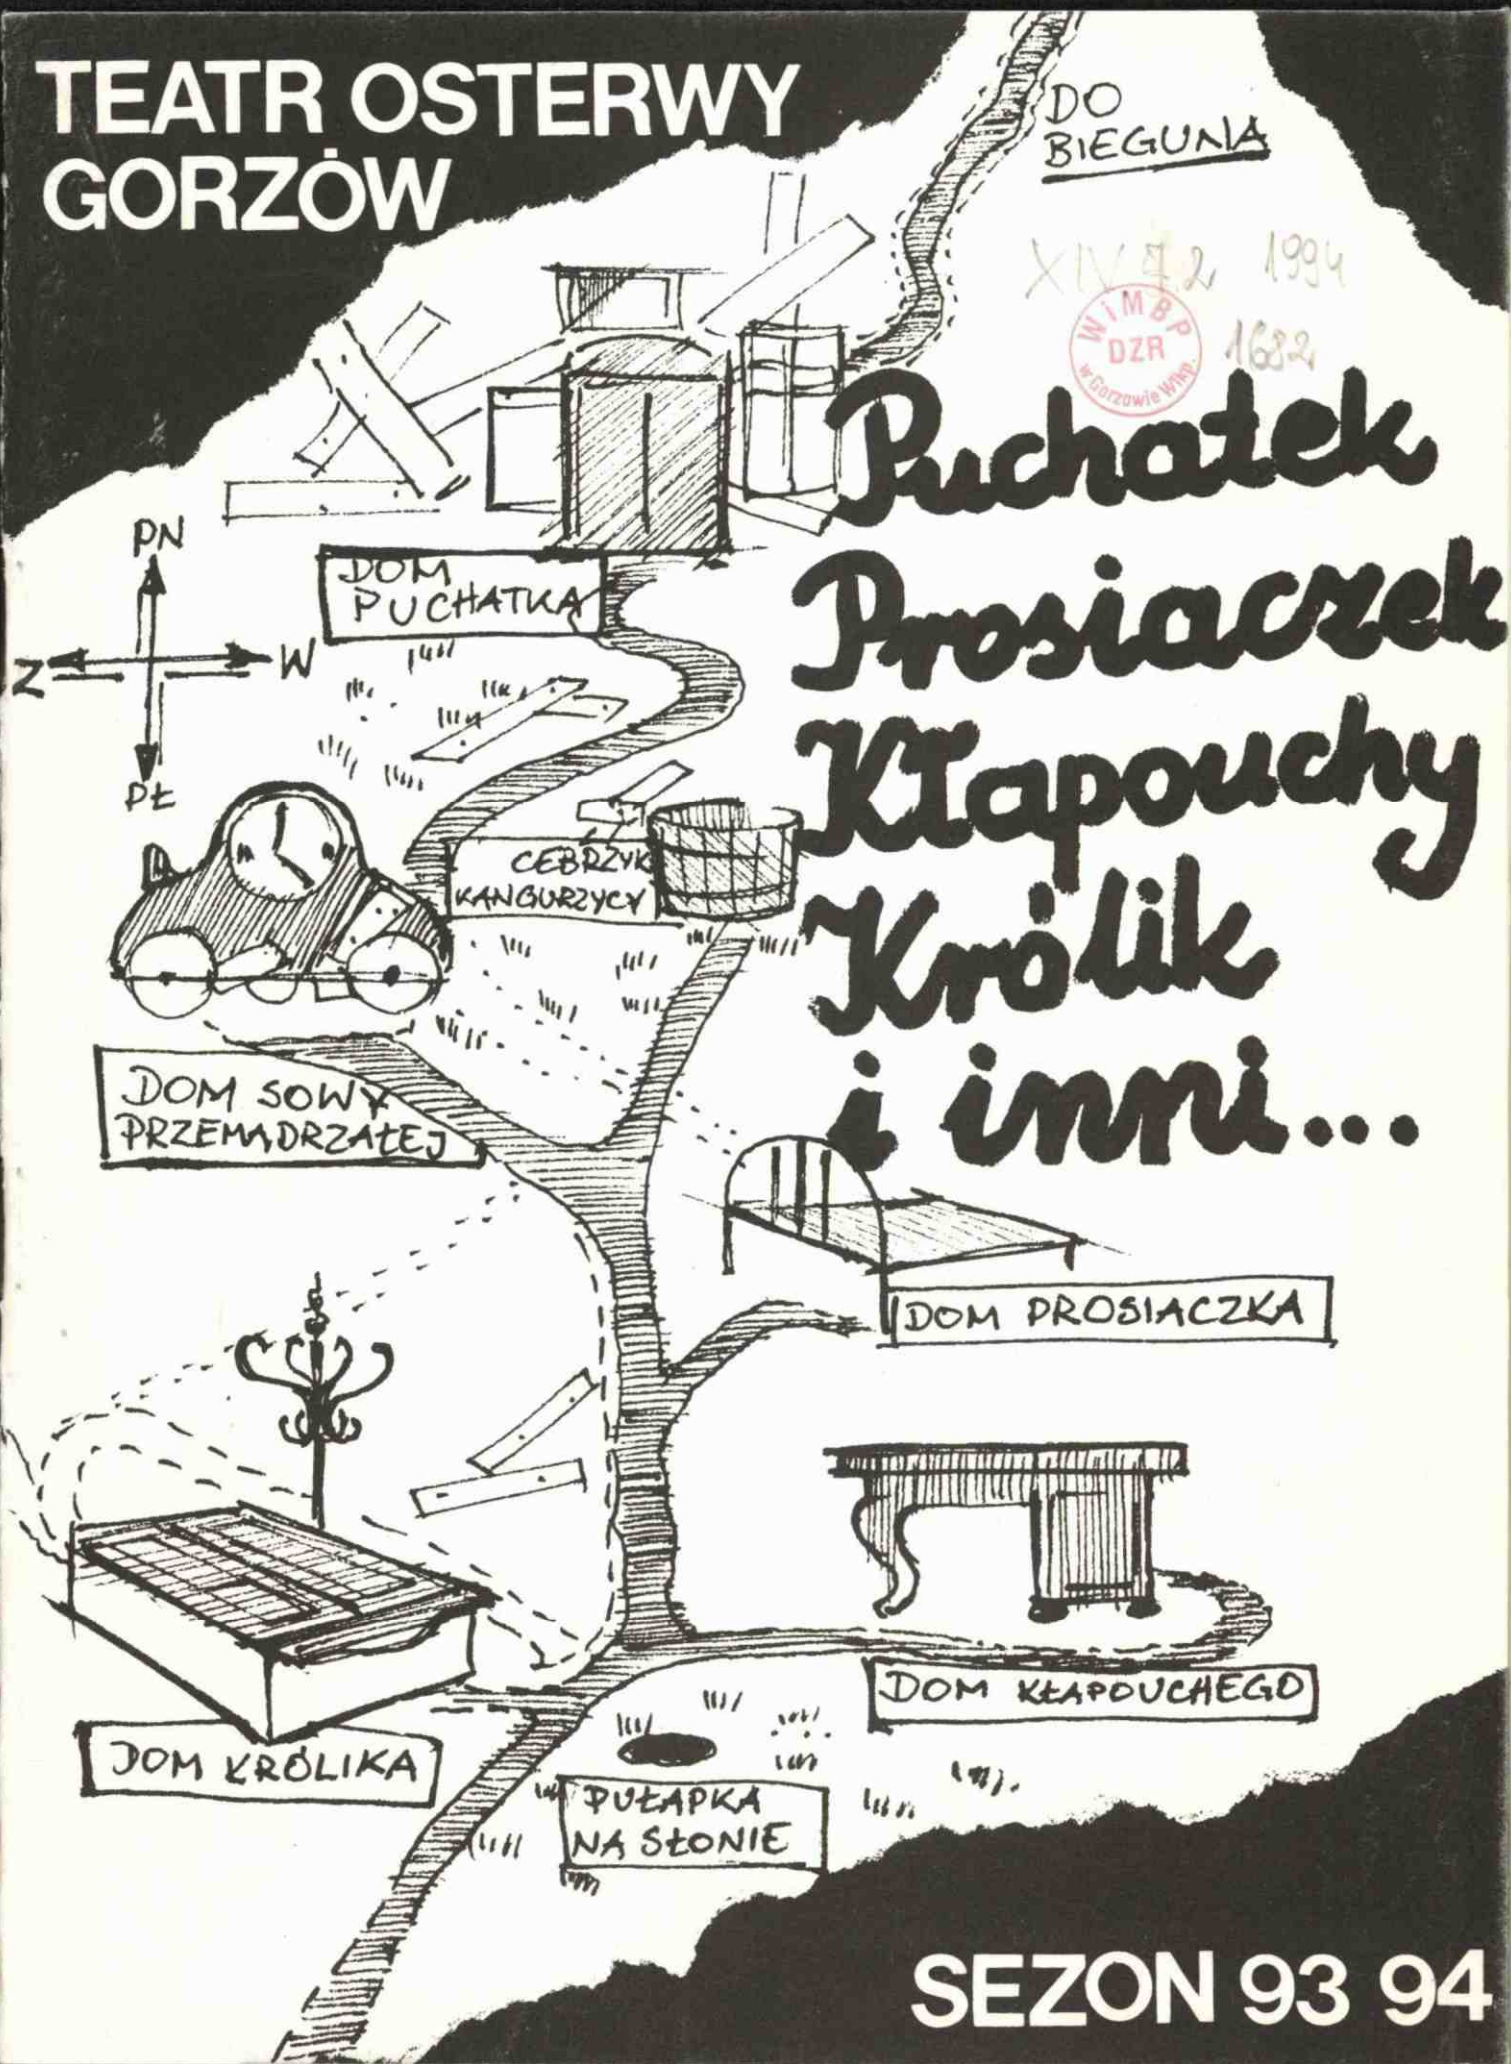 TEATR OSTERWY
GORZÓW
DO
BIEGUNA
XIV 7.2 1994
WiMBP
DZR
w Gorzowie Wlkp.
1682
Puchatek
Prosiaczek
Kłapouchy
Królik
i inni...
PN
Z
W
PŁ
DOM
PUCHATKA
CEBRZYK
KANGURZYCY
DOM SOWY
PRZEMĄDRZAŁEJ
DOM PROSIACZKA
DOM KŁAPOUCHEGO
DOM KRÓLIKA
PUŁAPKA
NA SŁONIE
SEZON 93 94